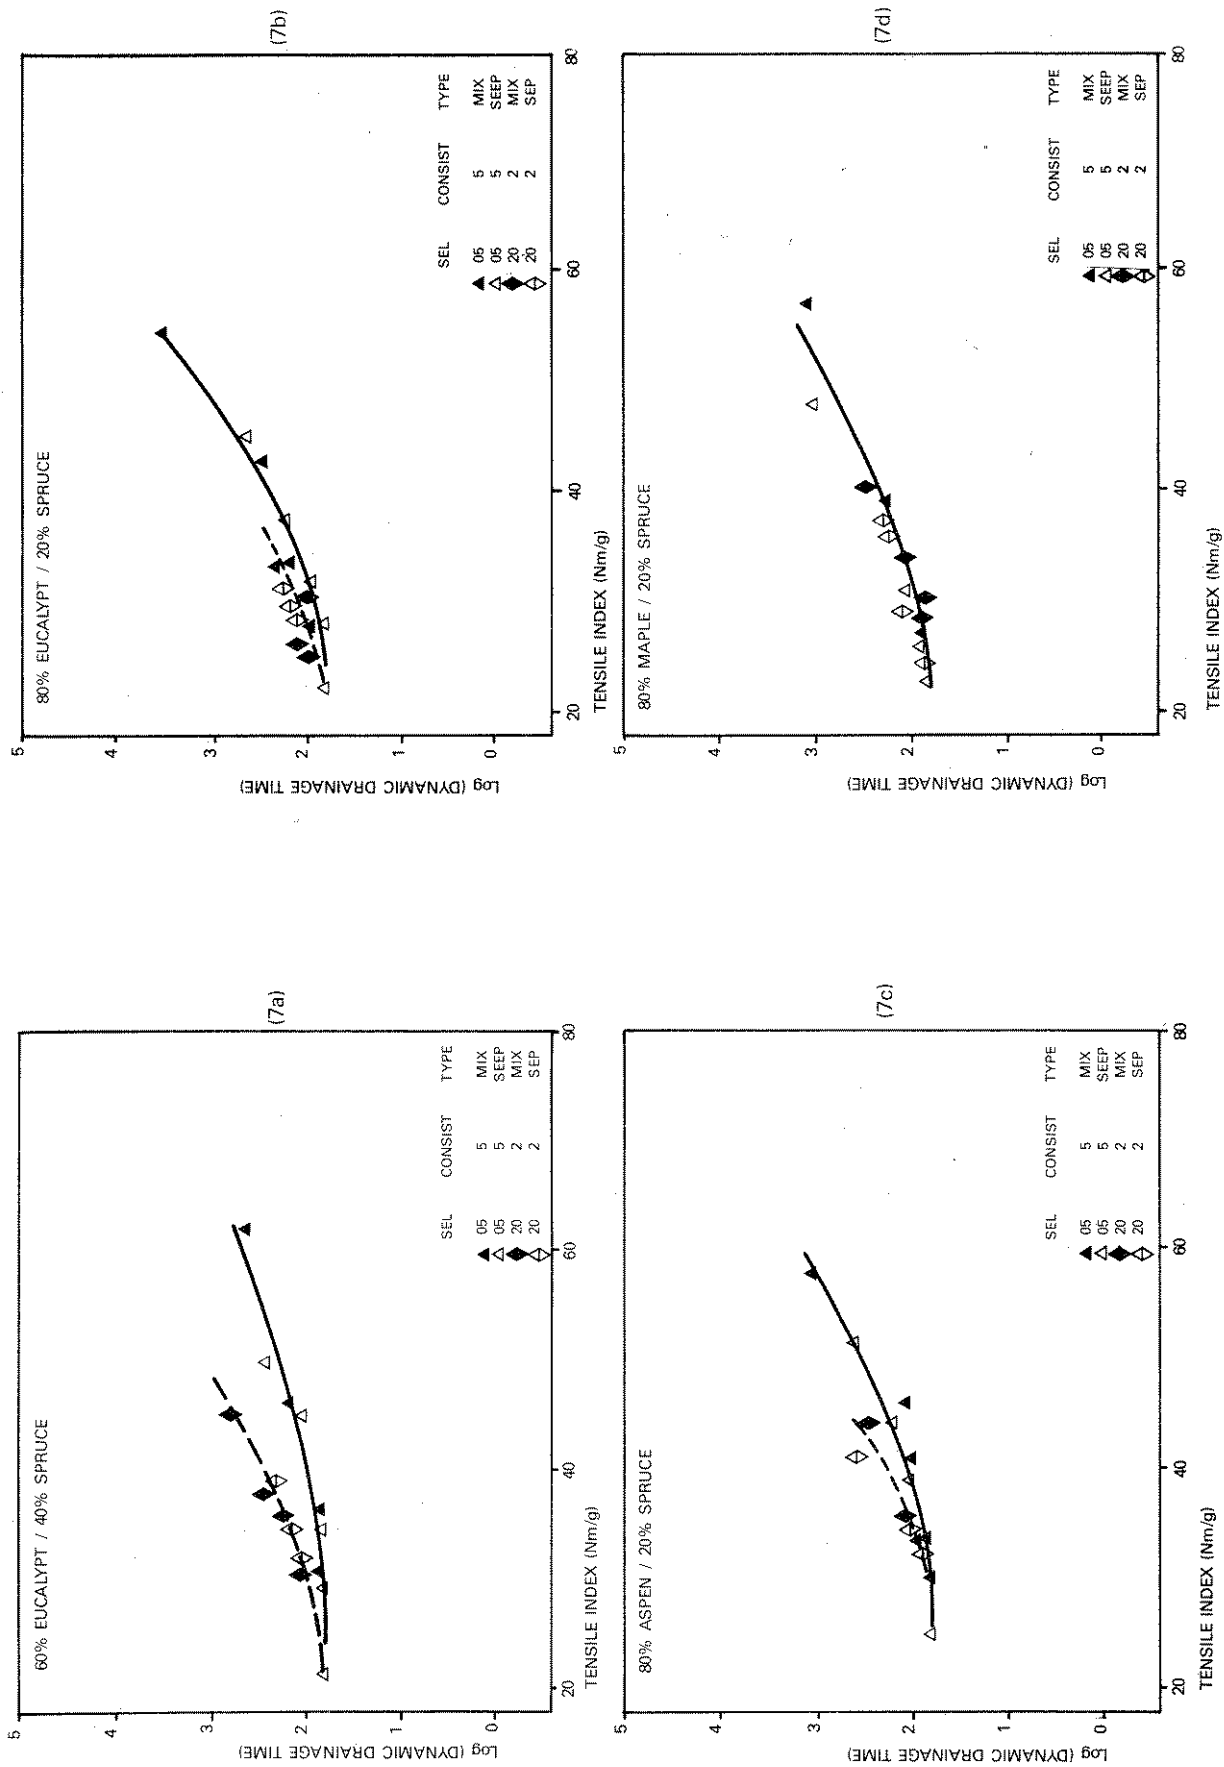 (7a)
60% EUCALYPT / 40% SPRUCE
Log (DYNAMIC DRAINAGE TIME)
5
4
3
2
1
0
20
40
60
80
TENSILE INDEX (Nm/g)
SEL CONSIST TYPE
05 5 MIX
05 5 SEEP
20 2 MIX
20 2 SEP
(7b)
80% EUCALYPT / 20% SPRUCE
Log (DYNAMIC DRAINAGE TIME)
5
4
3
2
1
0
20
40
60
80
TENSILE INDEX (Nm/g)
SEL CONSIST TYPE
05 5 MIX
05 5 SEEP
20 2 MIX
20 2 SEP
(7c)
80% ASPEN / 20% SPRUCE
Log (DYNAMIC DRAINAGE TIME)
5
4
3
2
1
0
20
40
60
80
TENSILE INDEX (Nm/g)
SEL CONSIST TYPE
05 5 MIX
05 5 SEEP
20 2 MIX
20 2 SEP
(7d)
80% MAPLE / 20% SPRUCE
Log (DYNAMIC DRAINAGE TIME)
5
4
3
2
1
0
20
40
60
80
TENSILE INDEX (Nm/g)
SEL CONSIST TYPE
05 5 MIX
05 5 SEEP
20 2 MIX
20 2 SEP